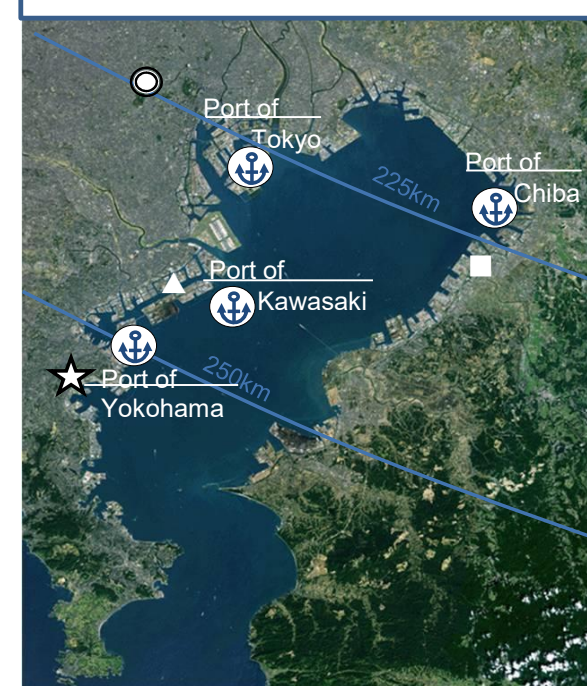 Port of
Tokyo
225km
Port of
Chiba
Port of
Kawasaki
250km
Port of
Yokohama